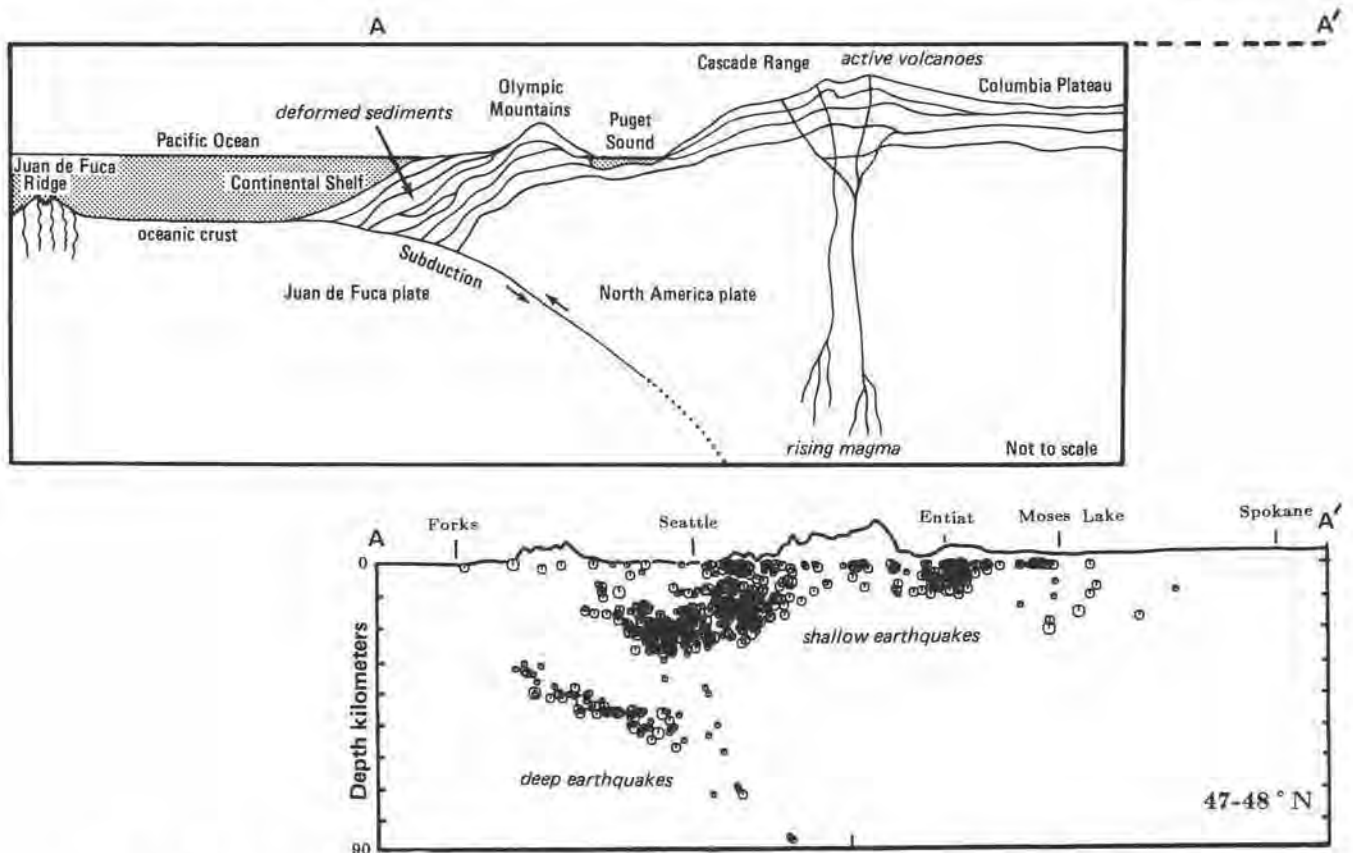 A
A′
Cascade Range
active volcanoes
Olympic
Mountains
Columbia Plateau
deformed sediments
Puget
Sound
Pacific Ocean
Juan de Fuca
Ridge
Continental Shelf
oceanic crust
Subduction
Juan de Fuca plate
North America plate
rising magma
Not to scale
A
Forks
Seattle
Entiat
Moses Lake
Spokane
A′
0
Depth kilometers
shallow earthquakes
deep earthquakes
47-48°N
90